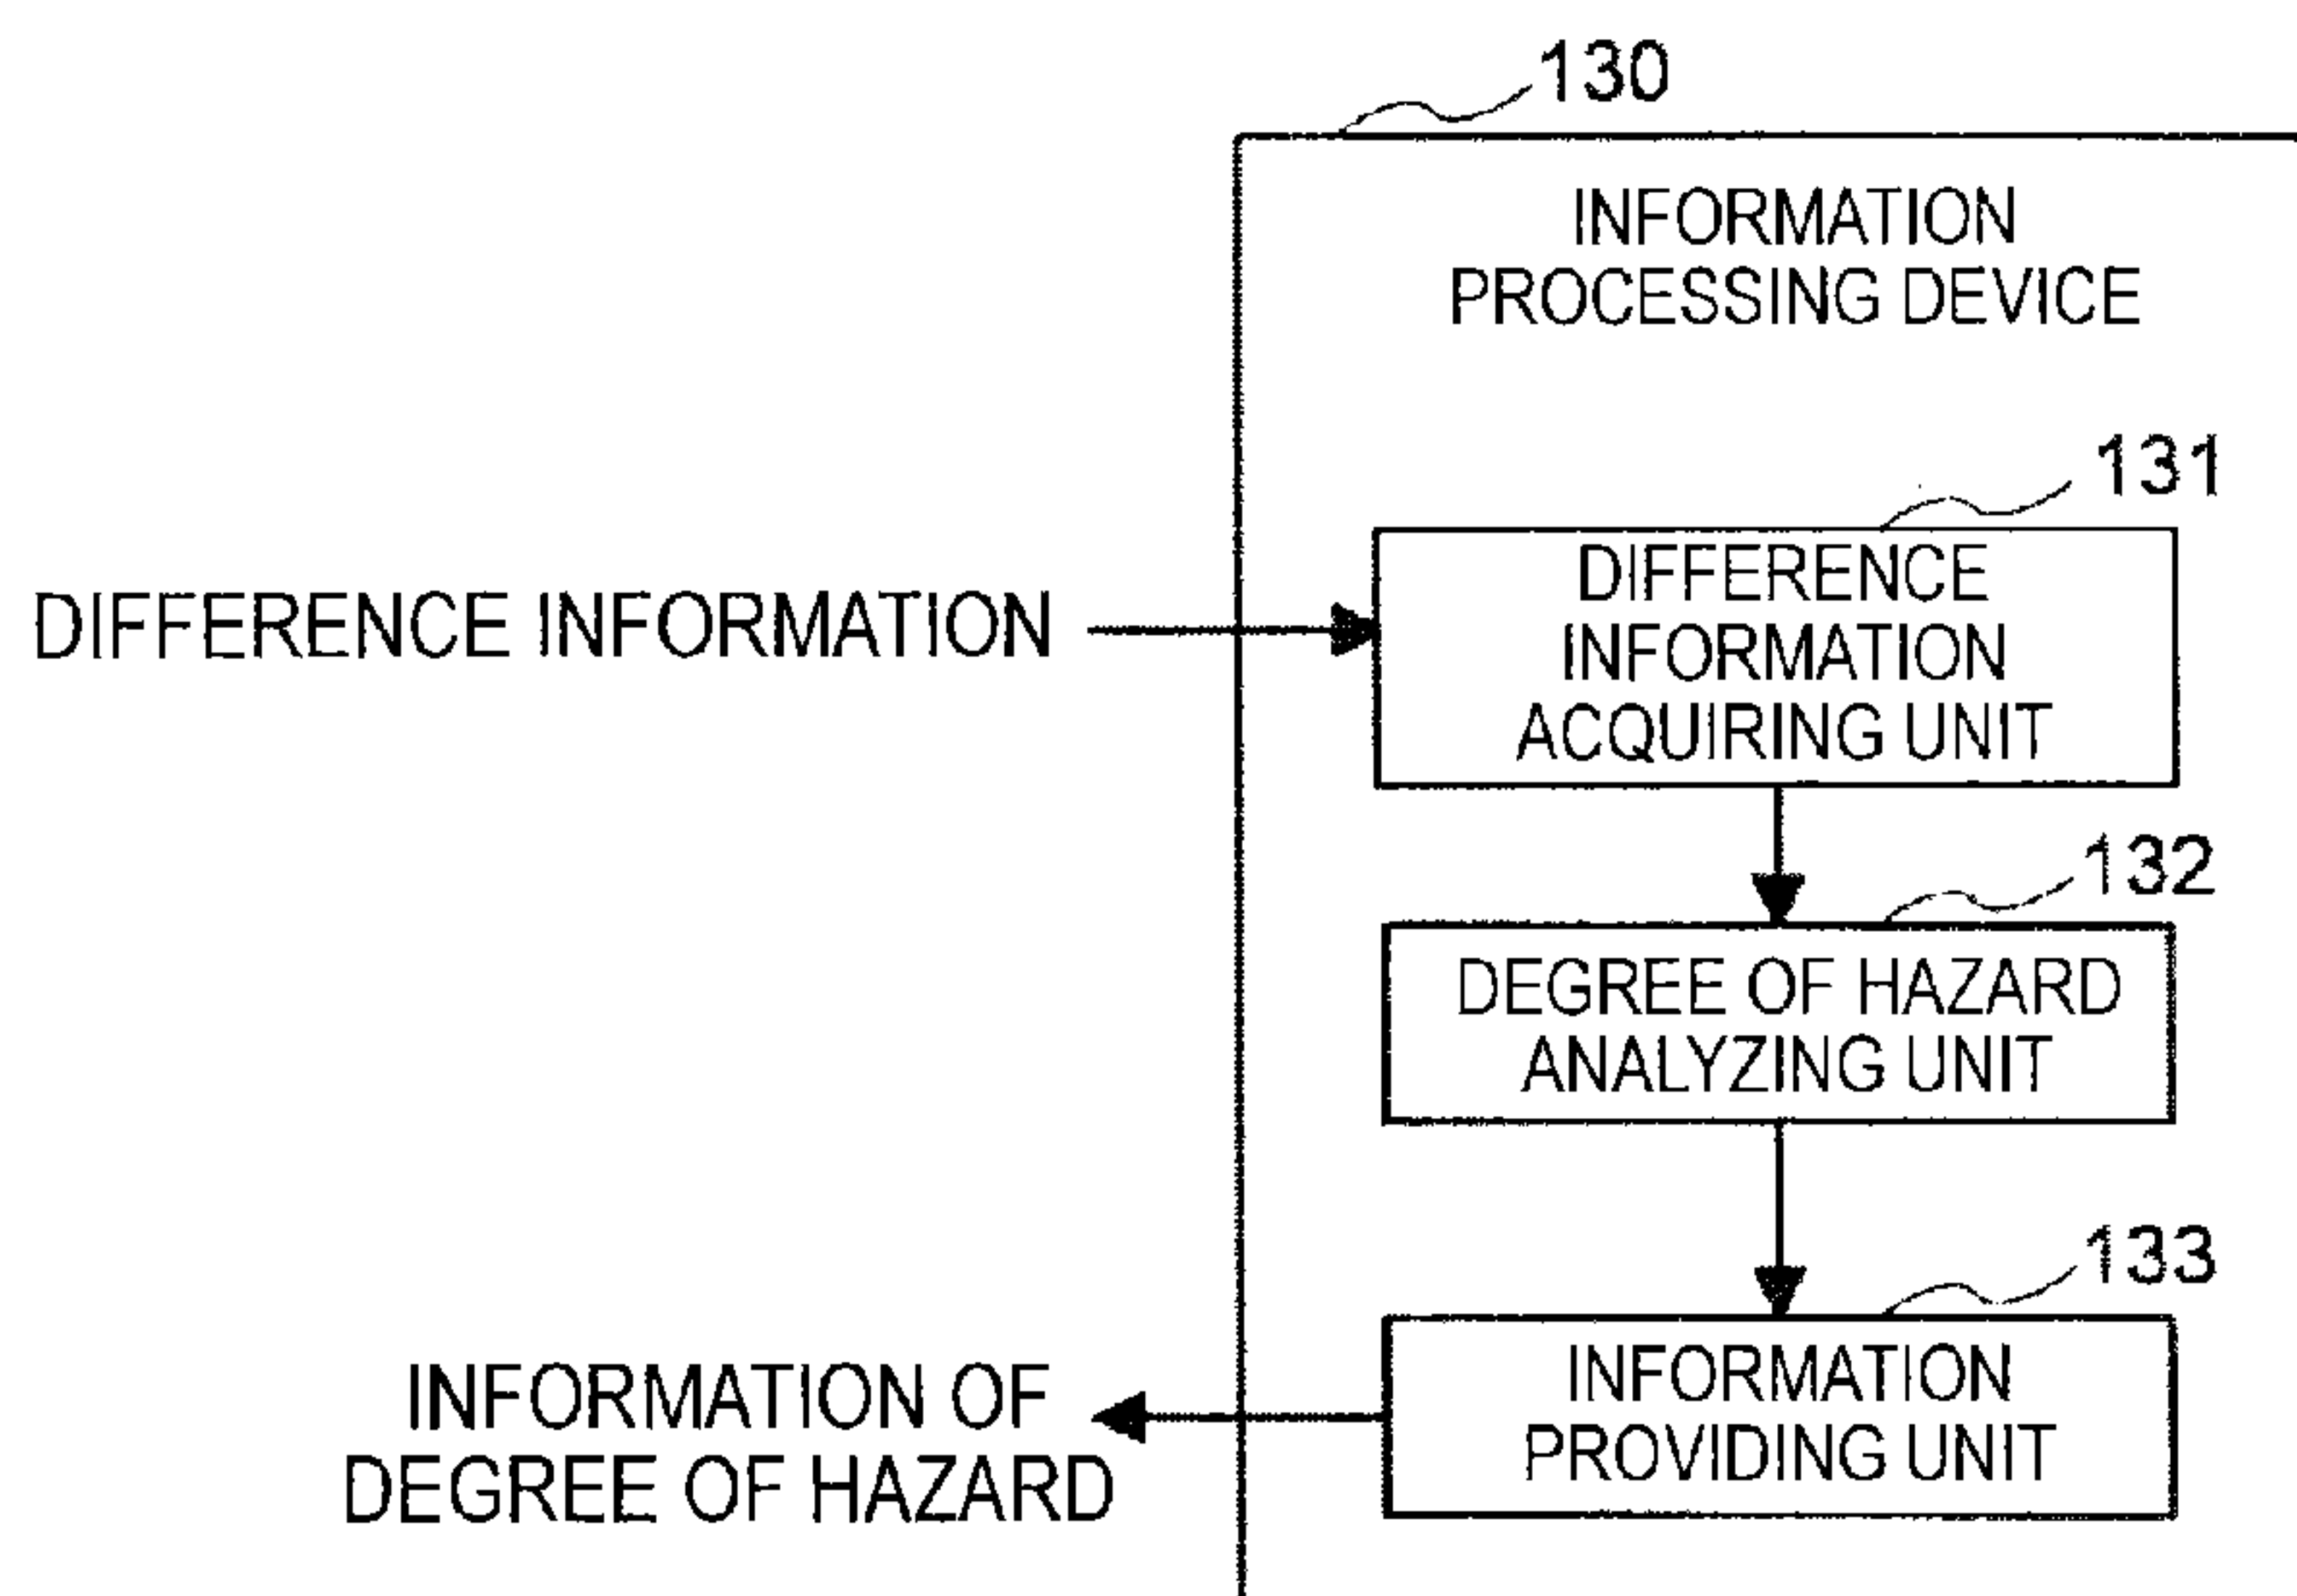 130
INFORMATION
PROCESSING DEVICE
131
DIFFERENCE INFORMATION
DIFFERENCE
INFORMATION
ACQUIRING UNIT
132
DEGREE OF HAZARD
ANALYZING UNIT
133
INFORMATION
PROVIDING UNIT
INFORMATION OF
DEGREE OF HAZARD